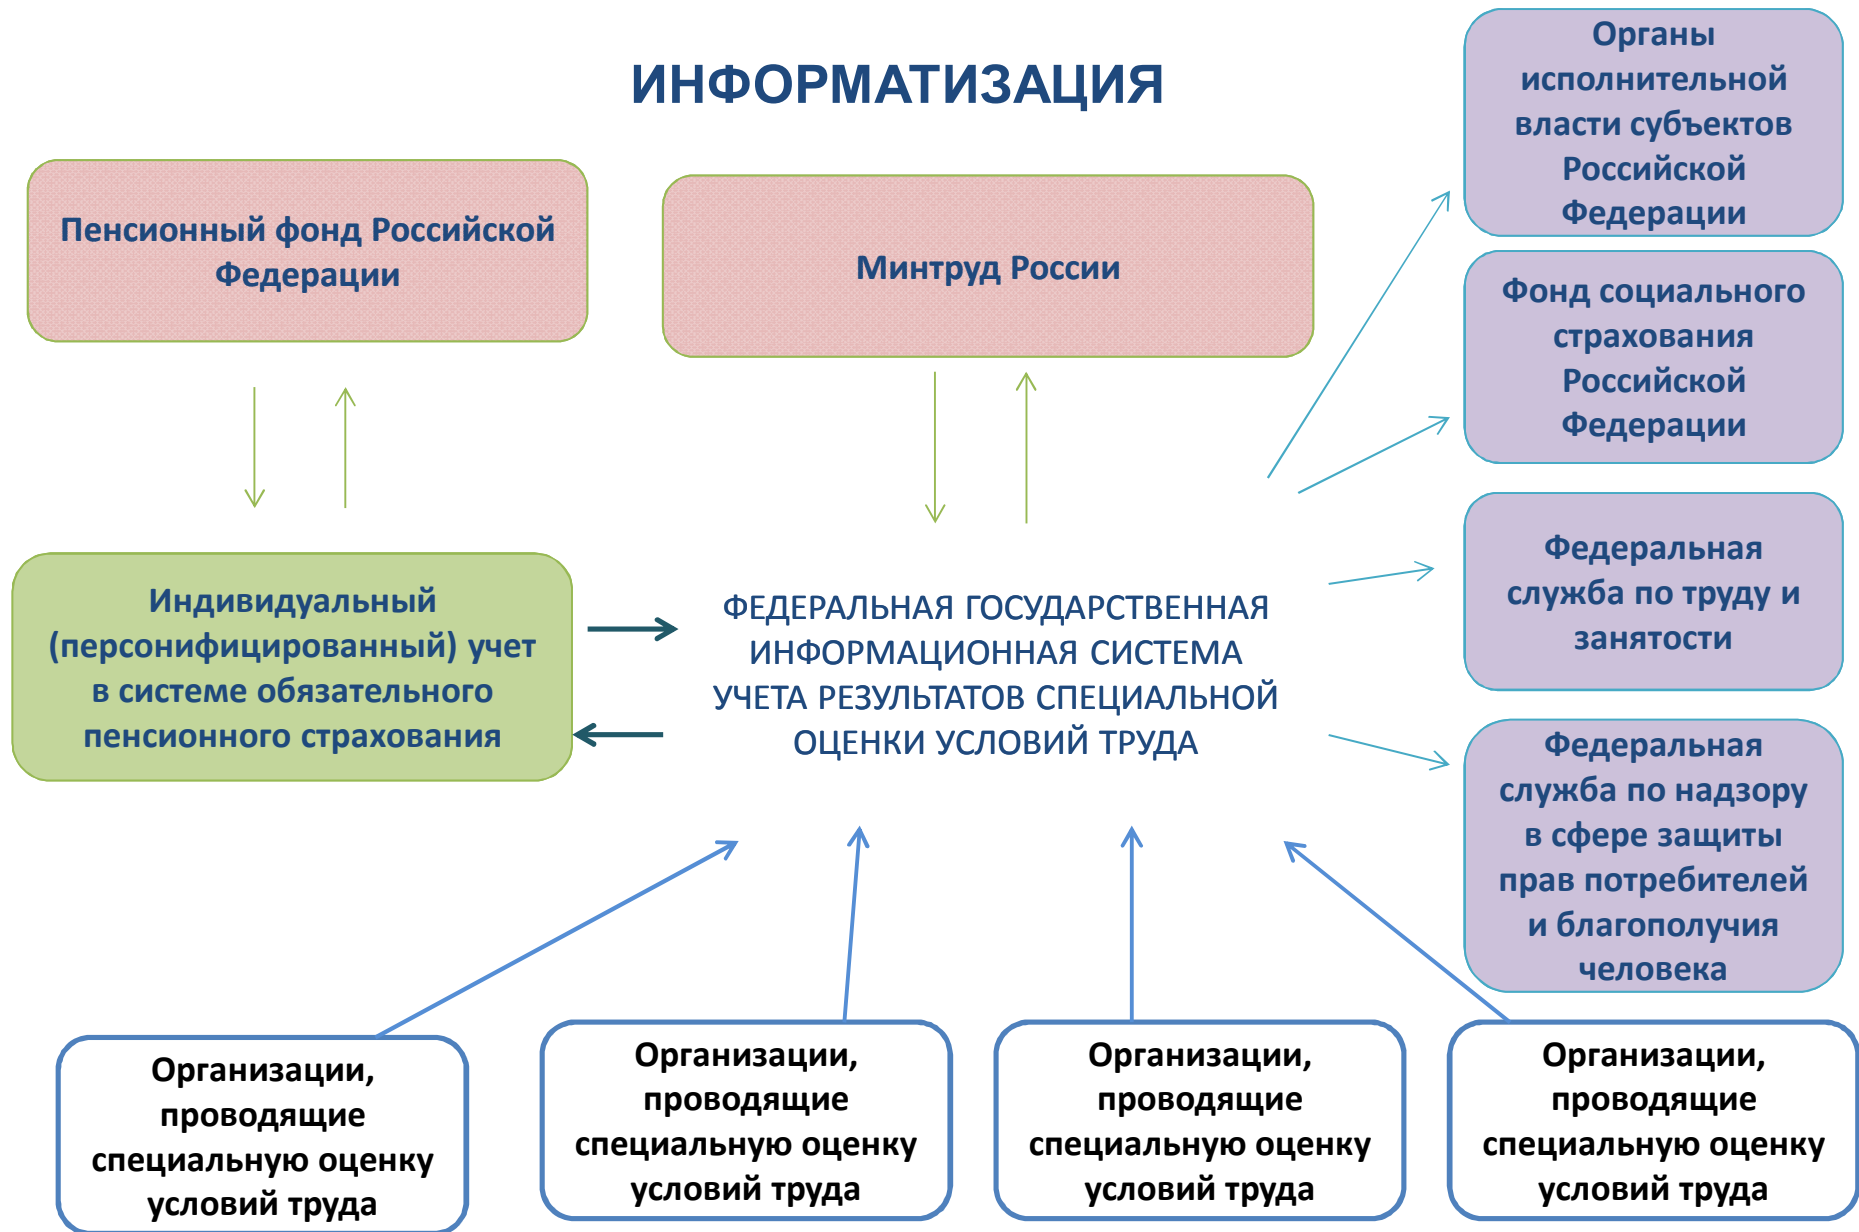 ИНФОРМАТИЗАЦИЯ
Пенсионный фонд Российской
Федерации
Минтруд России
Органы
исполнительной
власти субъектов
Российской
Федерации
Фонд социального
страхования
Российской
Федерации
Федеральная
служба по труду и
занятости
Федеральная
служба по надзору
в сфере защиты
прав потребителей
и благополучия
человека
Индивидуальный
(персонифицированный) учет
в системе обязательного
пенсионного страхования
ФЕДЕРАЛЬНАЯ ГОСУДАРСТВЕННАЯ
ИНФОРМАЦИОННАЯ СИСТЕМА
УЧЕТА РЕЗУЛЬТАТОВ СПЕЦИАЛЬНОЙ
ОЦЕНКИ УСЛОВИЙ ТРУДА
Организации,
проводящие
специальную оценку
условий труда
Организации,
проводящие
специальную оценку
условий труда
Организации,
проводящие
специальную оценку
условий труда
Организации,
проводящие
специальную оценку
условий труда